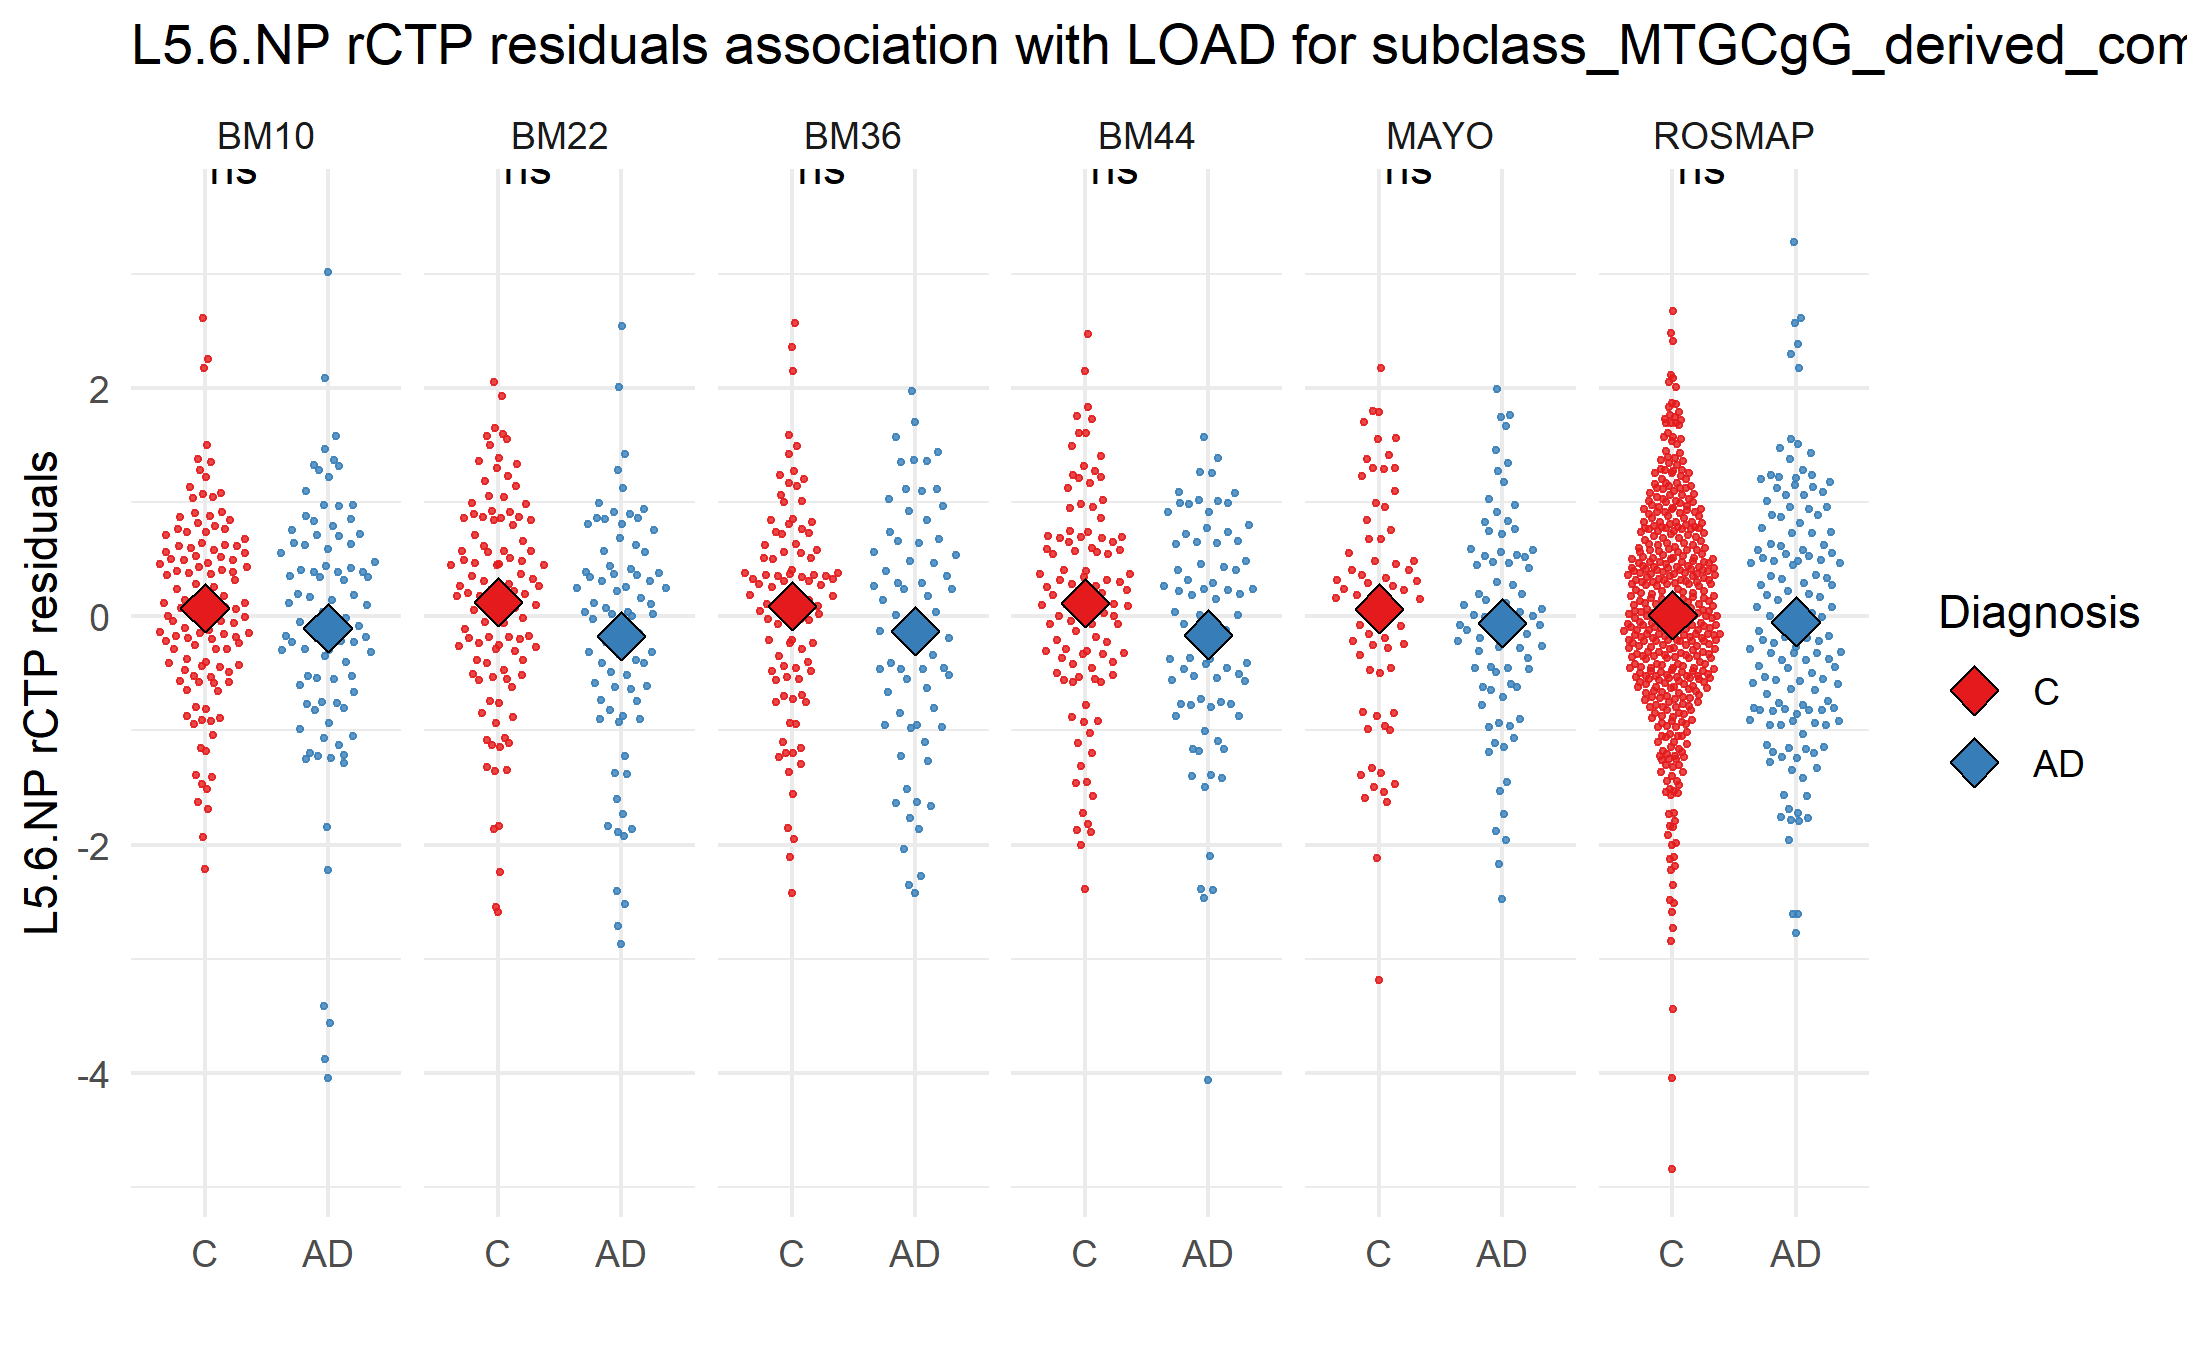 L5.6.NP rCTP residuals association with LOAD for subclass_MTGCgG_derived_com
BM10 BM22 BM36 BM44 MAYO ROSMAP
ns ns ns ns ns ns
L5.6.NP rCTP residuals
2
0
-2
-4
C AD C AD C AD C AD C AD C AD
Diagnosis
C
AD